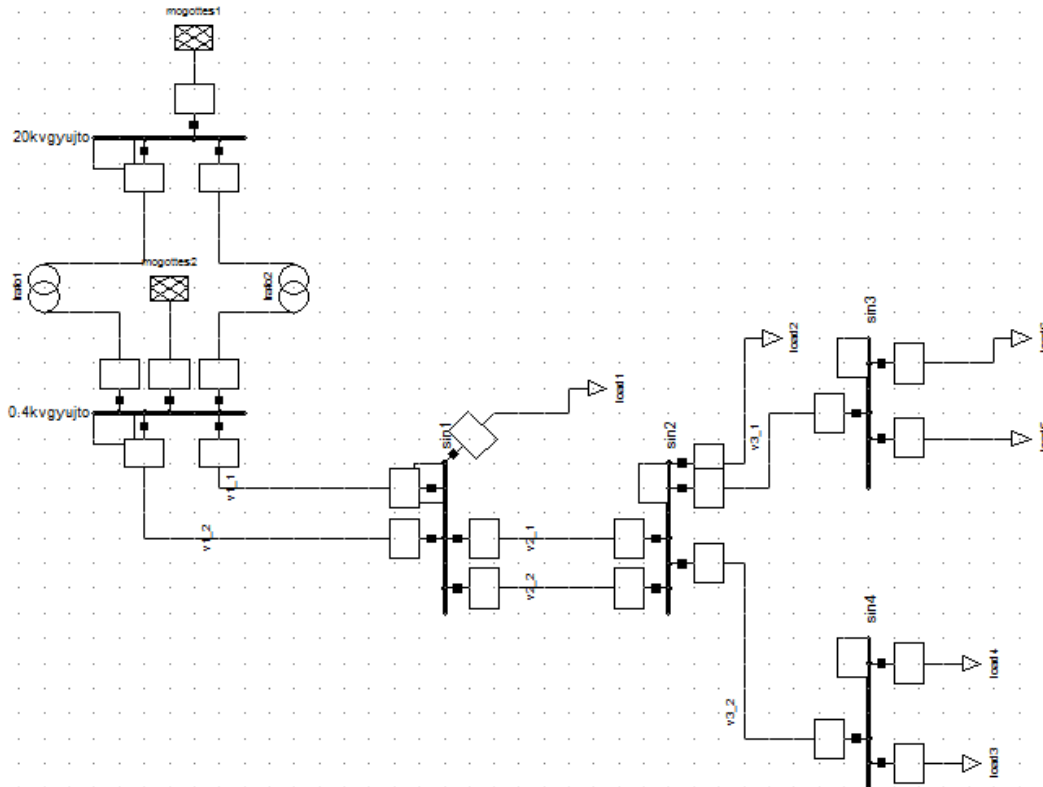 mogottes1
20kvgyujto
trafo1
mogottes2
trafo2
0.4kvgyujto
v1_1
v1_2
sin1
load1
v2_1
v2_2
sin2
load2
v3_1
sin3
v3_2
sin4
load4
load3